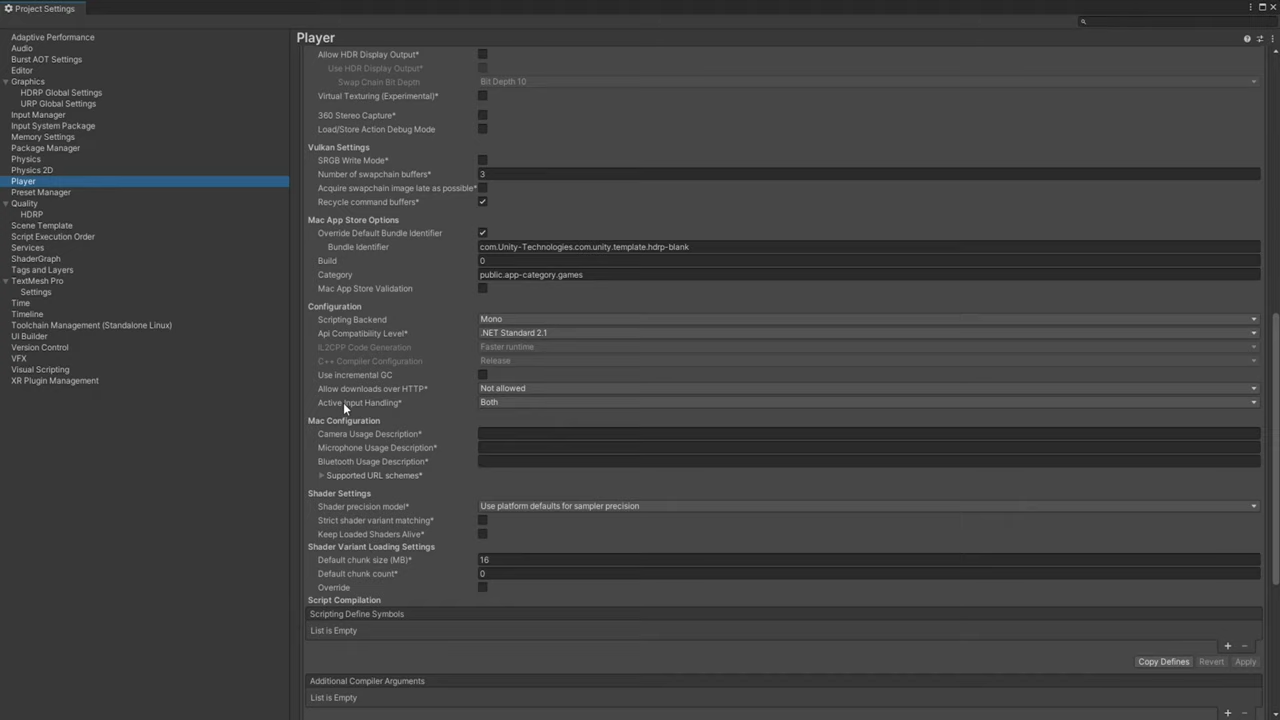 Project Settings
Adaptive Performance
Audio
Burst AOT Settings
Editor
Graphics
HDRP Global Settings
URP Global Settings
Input Manager
Input System Package
Memory Settings
Package Manager
Physics
Physics 2D
Player
Preset Manager
Quality
HDRP
Scene Template
Script Execution Order
Services
ShaderGraph
Tags and Layers
TextMesh Pro
Settings
Time
Timeline
Toolchain Management (Standalone Linux)
UI Builder
Version Control
VFX
Visual Scripting
XR Plugin Management
Player
Allow HDR Display Output*
Use HDR Display Output*
Swap Chain Bit Depth Bit Depth 10
Virtual Texturing (Experimental)*
360 Stereo Capture*
Load/Store Action Debug Mode
Vulkan Settings
SRGB Write Mode*
Number of swapchain buffers* 3
Acquire swapchain image late as possible*
Recycle command buffers*
Mac App Store Options
Override Default Bundle Identifier
Bundle Identifier com.Unity-Technologies.com.unity.template.hdrp-blank
Build 0
Category public.app-category.games
Mac App Store Validation
Configuration
Scripting Backend Mono
Api Compatibility Level* .NET Standard 2.1
IL2CPP Code Generation Faster runtime
C++ Compiler Configuration Release
Use incremental GC
Allow downloads over HTTP* Not allowed
Active Input Handling* Both
Mac Configuration
Camera Usage Description*
Microphone Usage Description*
Bluetooth Usage Description*
Supported URL schemes*
Shader Settings
Shader precision model* Use platform defaults for sampler precision
Strict shader variant matching*
Keep Loaded Shaders Alive*
Shader Variant Loading Settings
Default chunk size (MB)* 16
Default chunk count* 0
Override
Script Compilation
Scripting Define Symbols
List is Empty
Copy Defines Revert Apply
Additional Compiler Arguments
List is Empty